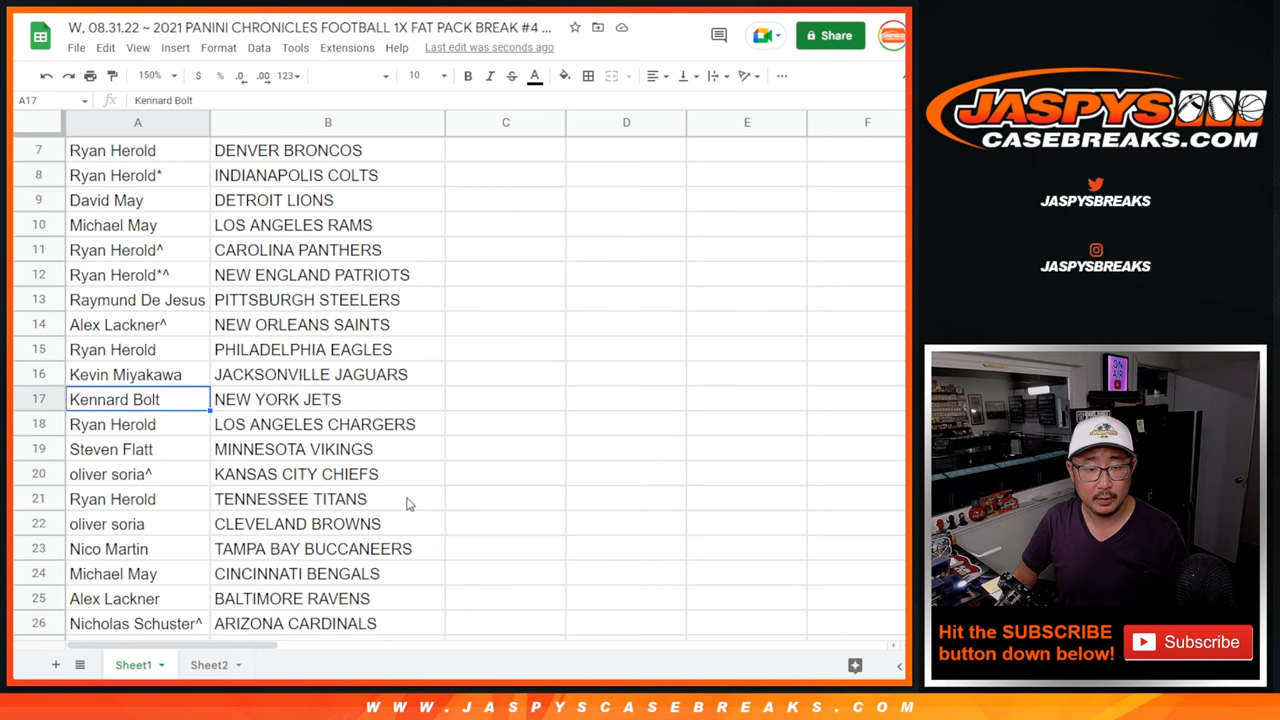 W, 08.31.22 ~ 2021 PANINI CHRONICLES FOOTBALL 1X FAT PACK BREAK #4 ...
File Edit View Insert Format Data Tools Extensions Help Last edit was seconds ago
Share
150% $ % .0 .00 123 10 B I S A
A17 fx Kennard Bolt
A B C D E F
7 Ryan Herold DENVER BRONCOS
8 Ryan Herold* INDIANAPOLIS COLTS
9 David May DETROIT LIONS
10 Michael May LOS ANGELES RAMS
11 Ryan Herold^ CAROLINA PANTHERS
12 Ryan Herold*^ NEW ENGLAND PATRIOTS
13 Raymund De Jesus PITTSBURGH STEELERS
14 Alex Lackner^ NEW ORLEANS SAINTS
15 Ryan Herold PHILADELPHIA EAGLES
16 Kevin Miyakawa JACKSONVILLE JAGUARS
17 Kennard Bolt NEW YORK JETS
18 Ryan Herold LOS ANGELES CHARGERS
19 Steven Flatt MINNESOTA VIKINGS
20 oliver soria^ KANSAS CITY CHIEFS
21 Ryan Herold TENNESSEE TITANS
22 oliver soria CLEVELAND BROWNS
23 Nico Martin TAMPA BAY BUCCANEERS
24 Michael May CINCINNATI BENGALS
25 Alex Lackner BALTIMORE RAVENS
26 Nicholas Schuster^ ARIZONA CARDINALS
Sheet1 Sheet2
JASPYS
CASEBREAKS.COM
JASPYSBREAKS
JASPYSBREAKS
ON AIR
Hit the SUBSCRIBE
button down below!
Subscribe
WWW.JASPYSCASEBREAKS.COM